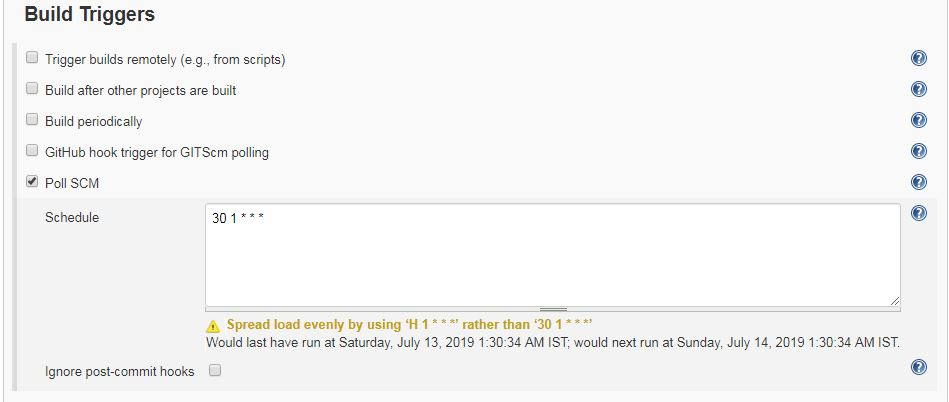 Build Triggers
Trigger builds remotely (e.g., from scripts)
Build after other projects are built
Build periodically
GitHub hook trigger for GITScm polling
Poll SCM
Schedule
30 1 * * *
Spread load evenly by using ‘H 1 * * *’ rather than ‘30 1 * * *’
Would last have run at Saturday, July 13, 2019 1:30:34 AM IST; would next run at Sunday, July 14, 2019 1:30:34 AM IST.
Ignore post-commit hooks